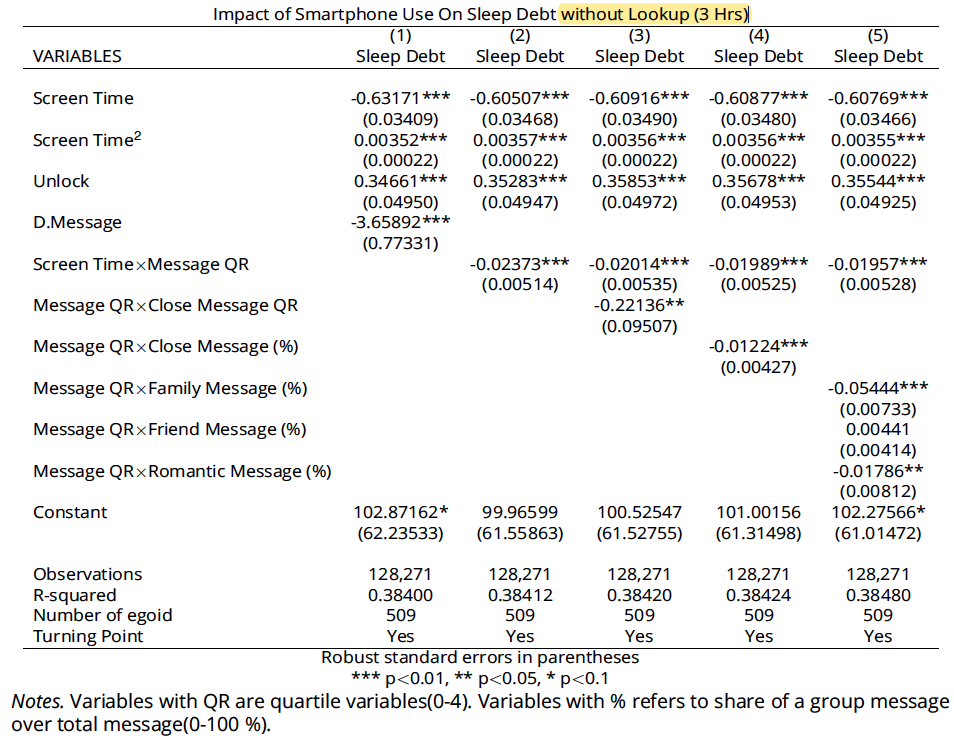 Impact of Smartphone Use On Sleep Debt without Lookup (3 Hrs)
(1) (2) (3) (4) (5)
VARIABLES Sleep Debt Sleep Debt Sleep Debt Sleep Debt Sleep Debt
Screen Time -0.63171*** -0.60507*** -0.60916*** -0.60877*** -0.60769***
(0.03409) (0.03468) (0.03490) (0.03480) (0.03466)
Screen Time² 0.00352*** 0.00357*** 0.00356*** 0.00356*** 0.00355***
(0.00022) (0.00022) (0.00022) (0.00022) (0.00022)
Unlock 0.34661*** 0.35283*** 0.35853*** 0.35678*** 0.35544***
(0.04950) (0.04947) (0.04972) (0.04953) (0.04925)
D.Message -3.65892***
(0.77331)
Screen Time×Message QR -0.02373*** -0.02014*** -0.01989*** -0.01957***
(0.00514) (0.00535) (0.00525) (0.00528)
Message QR×Close Message QR -0.22136**
(0.09507)
Message QR×Close Message (%) -0.01224***
(0.00427)
Message QR×Family Message (%) -0.05444***
(0.00733)
Message QR×Friend Message (%) 0.00441
(0.00414)
Message QR×Romantic Message (%) -0.01786**
(0.00812)
Constant 102.87162* 99.96599 100.52547 101.00156 102.27566*
(62.23533) (61.55863) (61.52755) (61.31498) (61.01472)
Observations 128,271 128,271 128,271 128,271 128,271
R-squared 0.38400 0.38412 0.38420 0.38424 0.38480
Number of egoid 509 509 509 509 509
Turning Point Yes Yes Yes Yes Yes
Robust standard errors in parentheses
*** p<0.01, ** p<0.05, * p<0.1
Notes. Variables with QR are quartile variables(0-4). Variables with % refers to share of a group message
over total message(0-100 %).